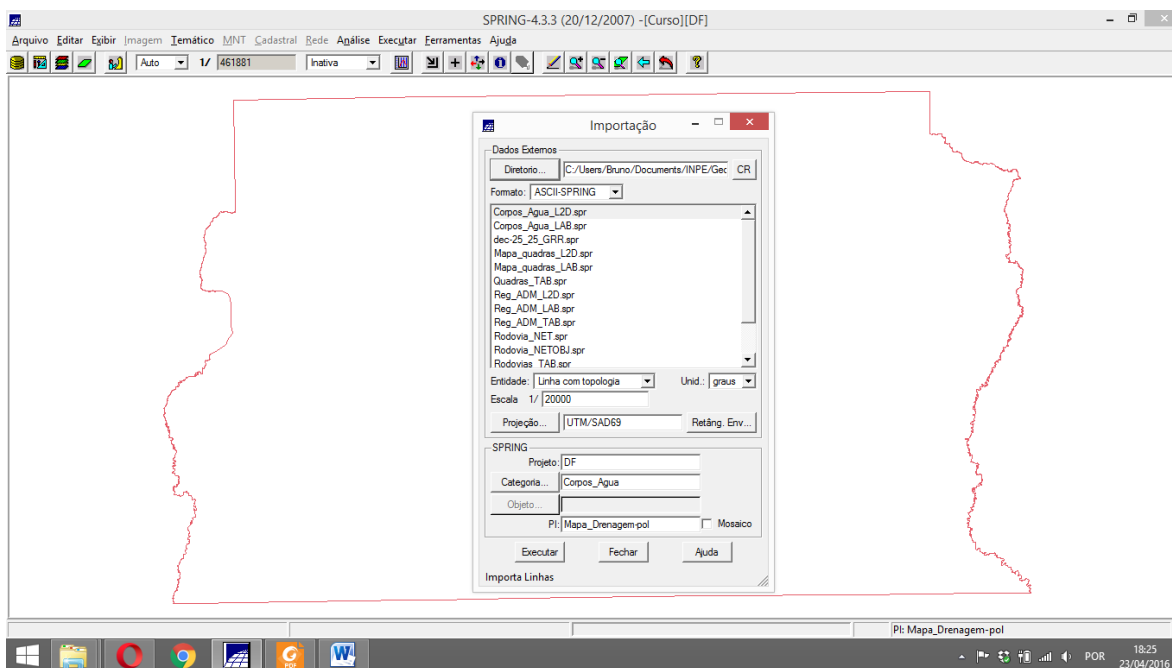 SPRING-4.3.3 (20/12/2007) -[Curso][DF]
Arquivo Editar Exibir Imagem Temático MNT Cadastral Rede Análise Executar Ferramentas Ajuda
Auto 1/ 461881 Inativa
Importação
Dados Externos
Diretorio... C:/Users/Bruno/Documents/INPE/Geo CR
Formato: ASCII-SPRING
Corpos_Agua_L2D.spr
Corpos_Agua_LAB.spr
dec-25_25_GRR.spr
Mapa_quadras_L2D.spr
Mapa_quadras_LAB.spr
Quadras_TAB.spr
Reg_ADM_L2D.spr
Reg_ADM_LAB.spr
Reg_ADM_TAB.spr
Rodovia_NET.spr
Rodovia_NETOBJ.spr
Rodovias_TAB.spr
Entidade: Linha com topologia Unid.: graus
Escala 1/ 20000
Projeção... UTM/SAD69 Retâng. Env...
SPRING
Projeto: DF
Categoria... Corpos_Agua
Objeto...
PI: Mapa_Drenagem-pol Mosaico
Executar Fechar Ajuda
Importa Linhas
PI: Mapa_Drenagem-pol
POR
18:25
23/04/2016